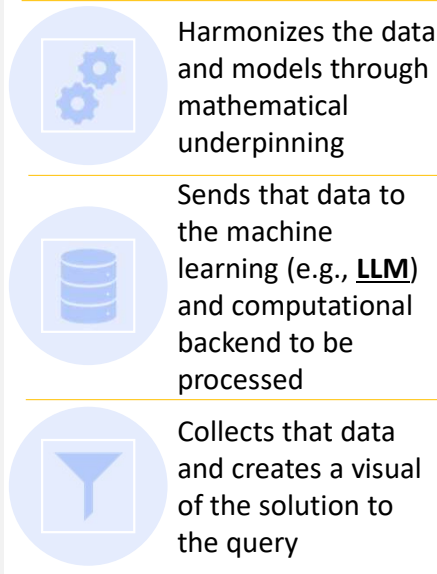 Harmonizes the data
and models through
mathematical
underpinning
Sends that data to
the machine
learning (e.g., LLM)
and computational
backend to be
processed
Collects that data
and creates a visual
of the solution to
the query